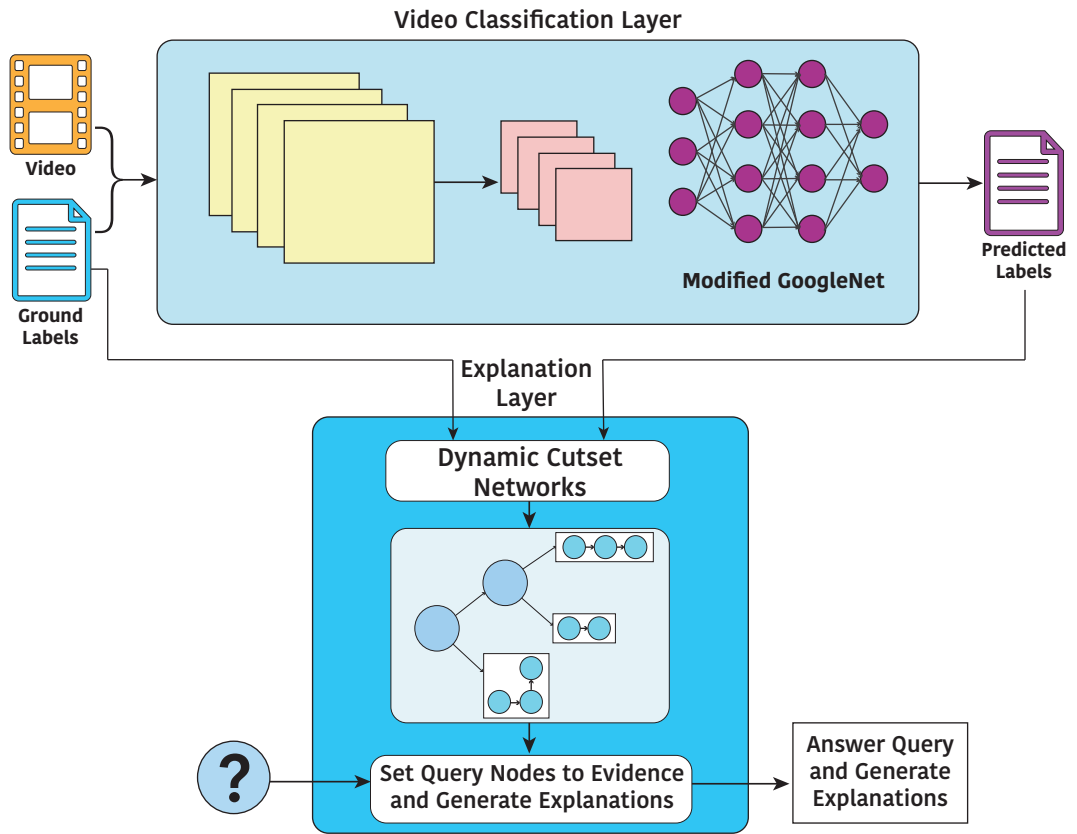 Video Classification Layer
Video
Ground
Labels
Modified GoogleNet
Predicted
Labels
Explanation
Layer
Dynamic Cutset
Networks
?
Set Query Nodes to Evidence
and Generate Explanations
Answer Query
and Generate
Explanations